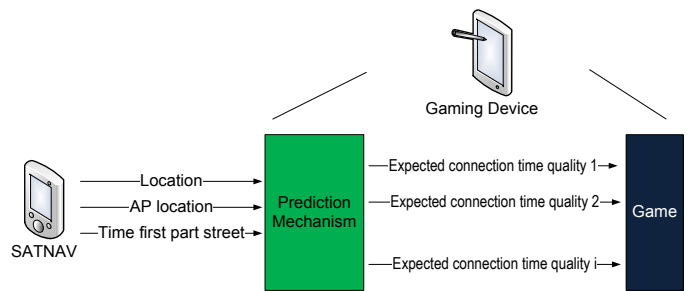 Gaming Device
Location
AP location
Time first part street
SATNAV
Prediction
Mechanism
Expected connection time quality 1
Expected connection time quality 2
Expected connection time quality i
Game